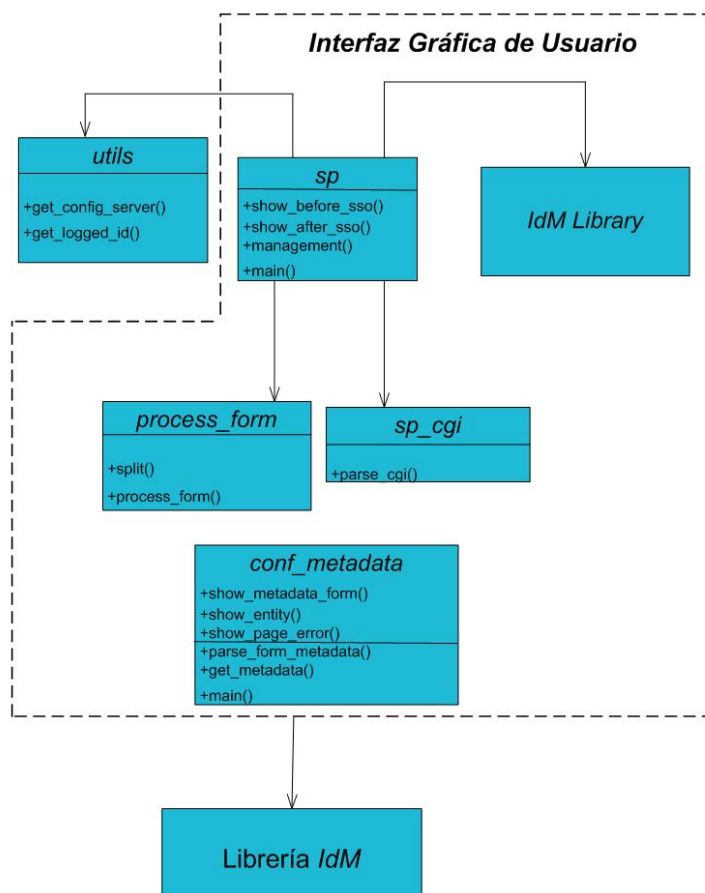 Interfaz Gráfica de Usuario
utils
+get_config_server()
+get_logged_id()
sp
+show_before_sso()
+show_after_sso()
+management()
+main()
IdM Library
process_form
+split()
+process_form()
sp_cgi
+parse_cgi()
conf_metadata
+show_metadata_form()
+show_entity()
+show_page_error()
+parse_form_metadata()
+get_metadata()
+main()
Librería IdM